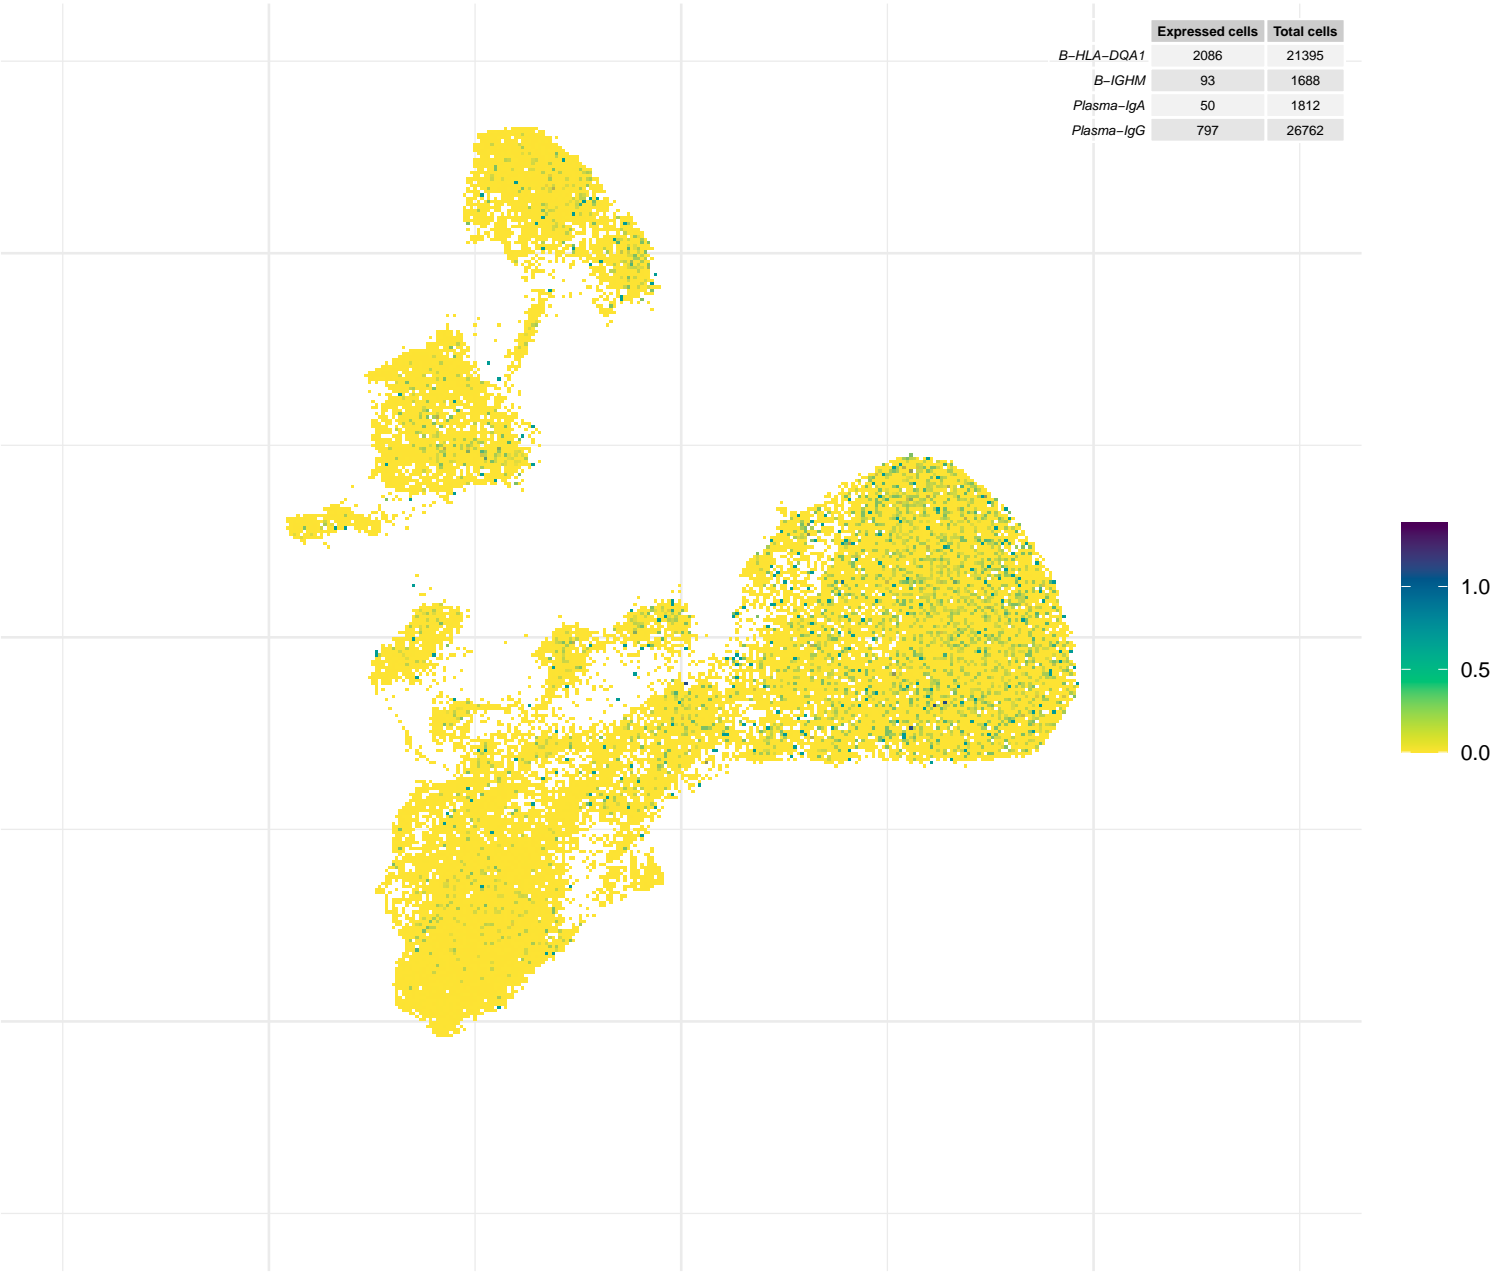 Expressed cells Total cells
B−HLA−DQA1 2086 21395
B−IGHM 93 1688
Plasma−IgA 50 1812
Plasma−IgG 797 26762
1.0
0.5
0.0